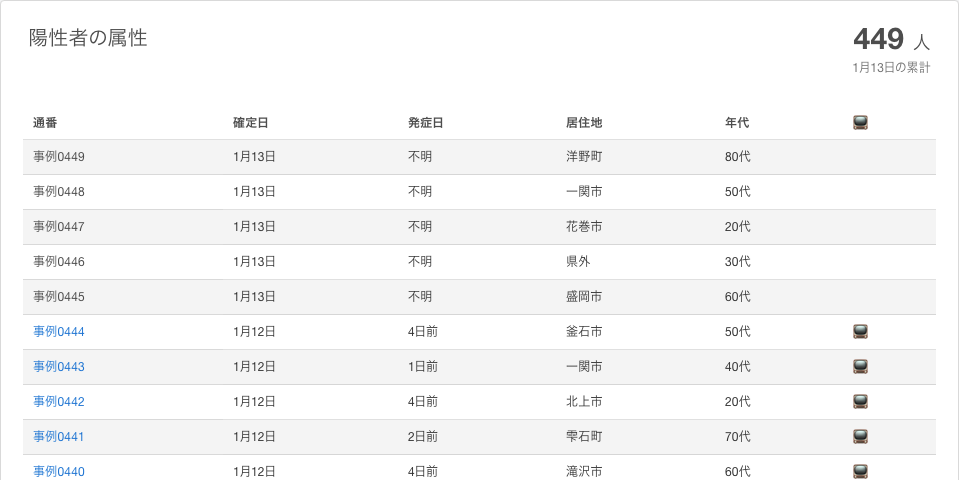 陽性者の属性
449 人
1月13日の累計
通番 確定日 発症日 居住地 年代
事例0449 1月13日 不明 洋野町 80代
事例0448 1月13日 不明 一関市 50代
事例0447 1月13日 不明 花巻市 20代
事例0446 1月13日 不明 県外 30代
事例0445 1月13日 不明 盛岡市 60代
事例0444 1月12日 4日前 釜石市 50代
事例0443 1月12日 1日前 一関市 40代
事例0442 1月12日 4日前 北上市 20代
事例0441 1月12日 2日前 雫石町 70代
事例0440 1月12日 4日前 滝沢市 60代